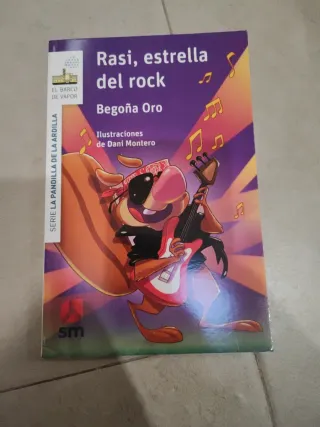 Rasi, estrella
del rock
Begoña Oro
Ilustraciones
de Dani Montero
EL BARCO
DE VAPOR
SERIE LA PANDILLA DE LA ARDILLA
sm